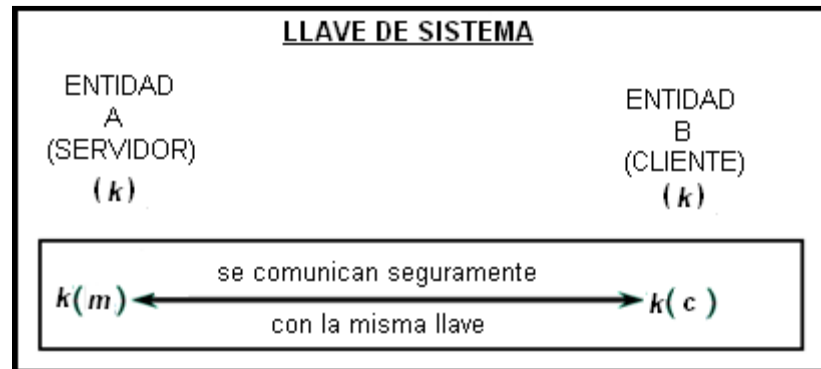 LLAVE DE SISTEMA
ENTIDAD
A
(SERVIDOR)
(k)
ENTIDAD
B
(CLIENTE)
(k)
se comunican seguramente
k(m) k(c)
con la misma llave